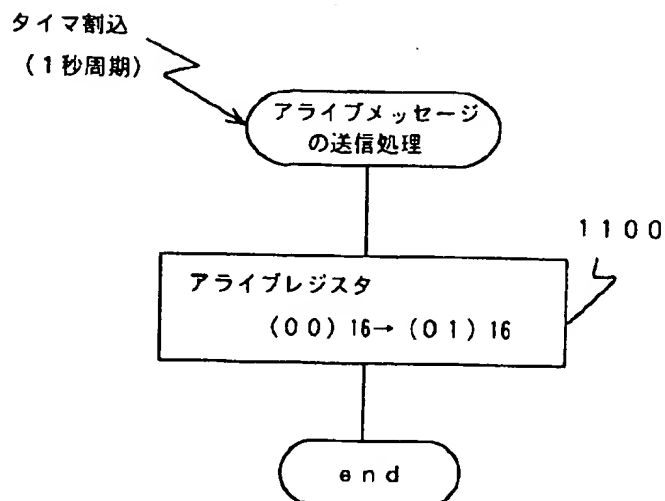 タイマ割込
(1秒周期)
アライブメッセージ
の送信処理
1100
アライブレジスタ
(00)16→(01)16
end